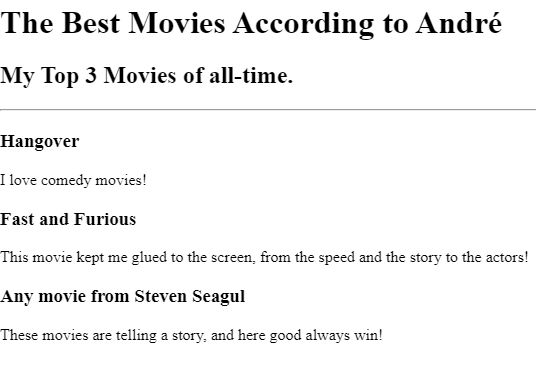 The Best Movies According to André
My Top 3 Movies of all-time.
Hangover
I love comedy movies!
Fast and Furious
This movie kept me glued to the screen, from the speed and the story to the actors!
Any movie from Steven Seagul
These movies are telling a story, and here good always win!